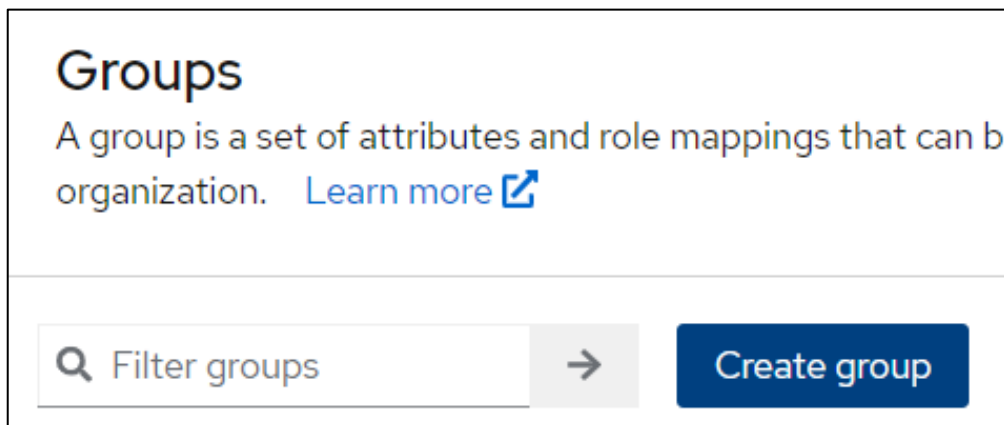 Groups
A group is a set of attributes and role mappings that can b
organization. Learn more
Filter groups
Create group